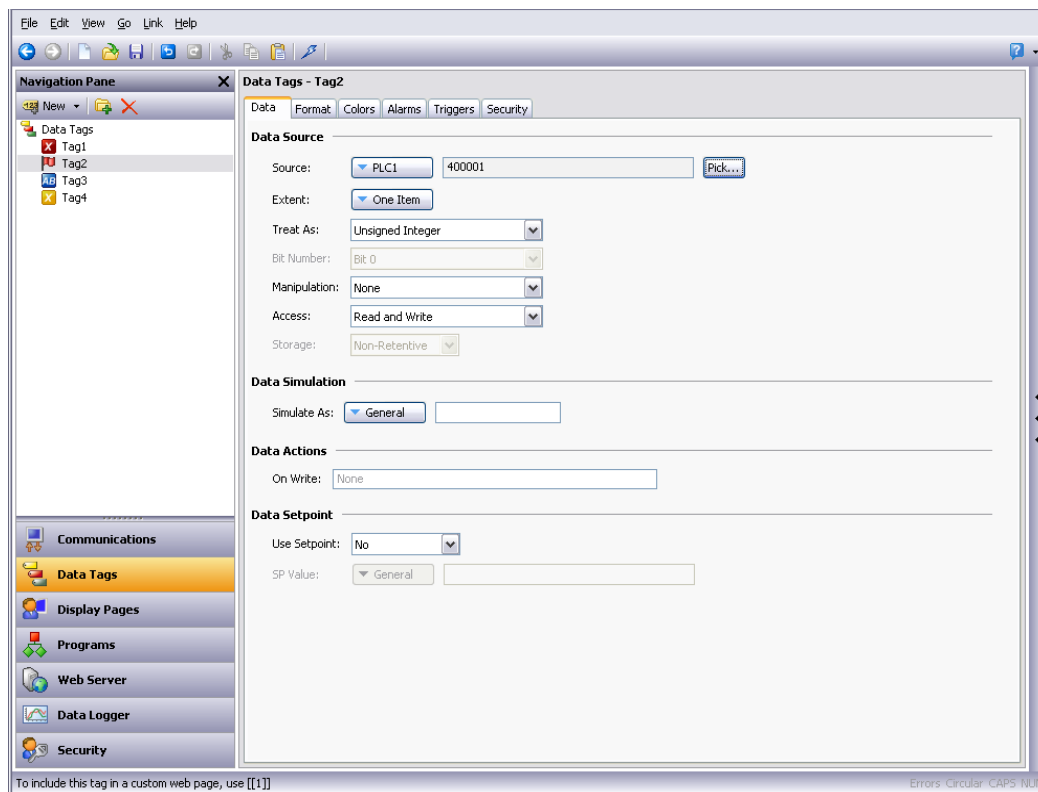 File Edit View Go Link Help
Navigation Pane
New
Data Tags
Tag1
Tag2
Tag3
Tag4
Communications
Data Tags
Display Pages
Programs
Web Server
Data Logger
Security
Data Tags - Tag2
Data Format Colors Alarms Triggers Security
Data Source
Source: PLC1 400001 Pick...
Extent: One Item
Treat As: Unsigned Integer
Bit Number: Bit 0
Manipulation: None
Access: Read and Write
Storage: Non-Retentive
Data Simulation
Simulate As: General
Data Actions
On Write: None
Data Setpoint
Use Setpoint: No
SP Value: General
To include this tag in a custom web page, use [[1]]
Errors Circular CAPS